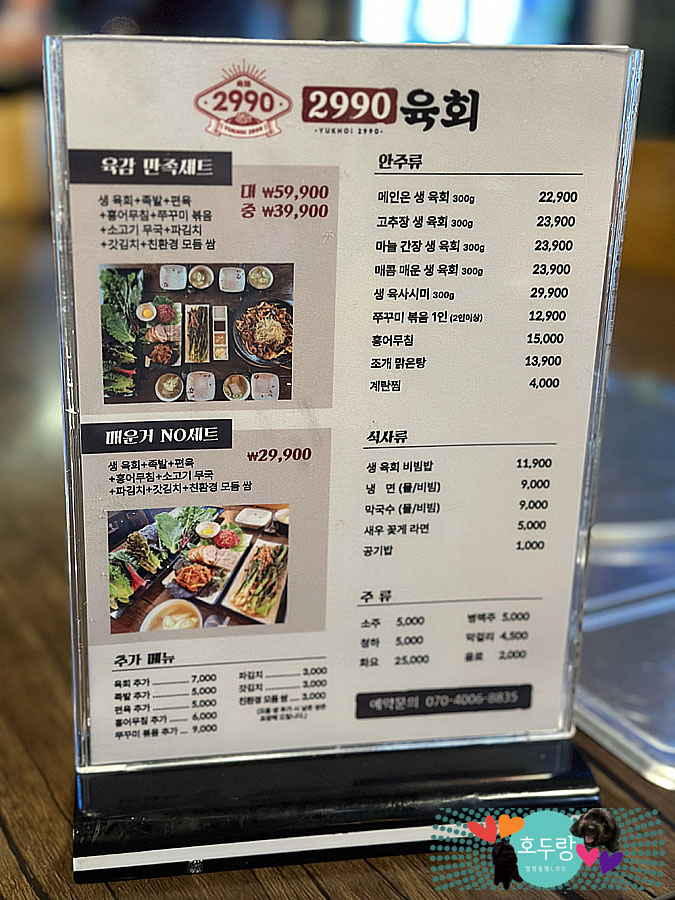 육회
2990
YUKHOI 2990
2990 육회
·YUKHOI 2990·
육감 만족세트
대 ₩59,900
중 ₩39,900
생 육회+족발+편육
+홍어무침+쭈꾸미 볶음
+소고기 무국+파김치
+갓김치+친환경 모듬 쌈
매운거 NO세트
₩29,900
생 육회+족발+편육
+홍어무침+소고기 무국
+파김치+갓김치+친환경 모듬 쌈
추가 메뉴
육회 추가 7,000
족발 추가 5,000
편육 추가 5,000
홍어무침 추가 6,000
쭈꾸미 볶음 추가 9,000
파김치 3,000
갓김치 3,000
친환경 모듬 쌈 3,000
안주류
메인은 생 육회 300g 22,900
고추장 생 육회 300g 23,900
마늘 간장 생 육회 300g 23,900
매콤 매운 생 육회 300g 23,900
생 육사시미 300g 29,900
쭈꾸미 볶음 1인 (2인이상) 12,900
홍어무침 15,000
조개 맑은탕 13,900
계란찜 4,000
식사류
생 육회 비빔밥 11,900
냉 면 (물/비빔) 9,000
막국수 (물/비빔) 9,000
새우 꽃게 라면 5,000
공기밥 1,000
주 류
소주 5,000
청하 5,000
화요 25,000
병맥주 5,000
막걸리 4,500
음료 2,000
예약문의 070-4006-8835
호두랑